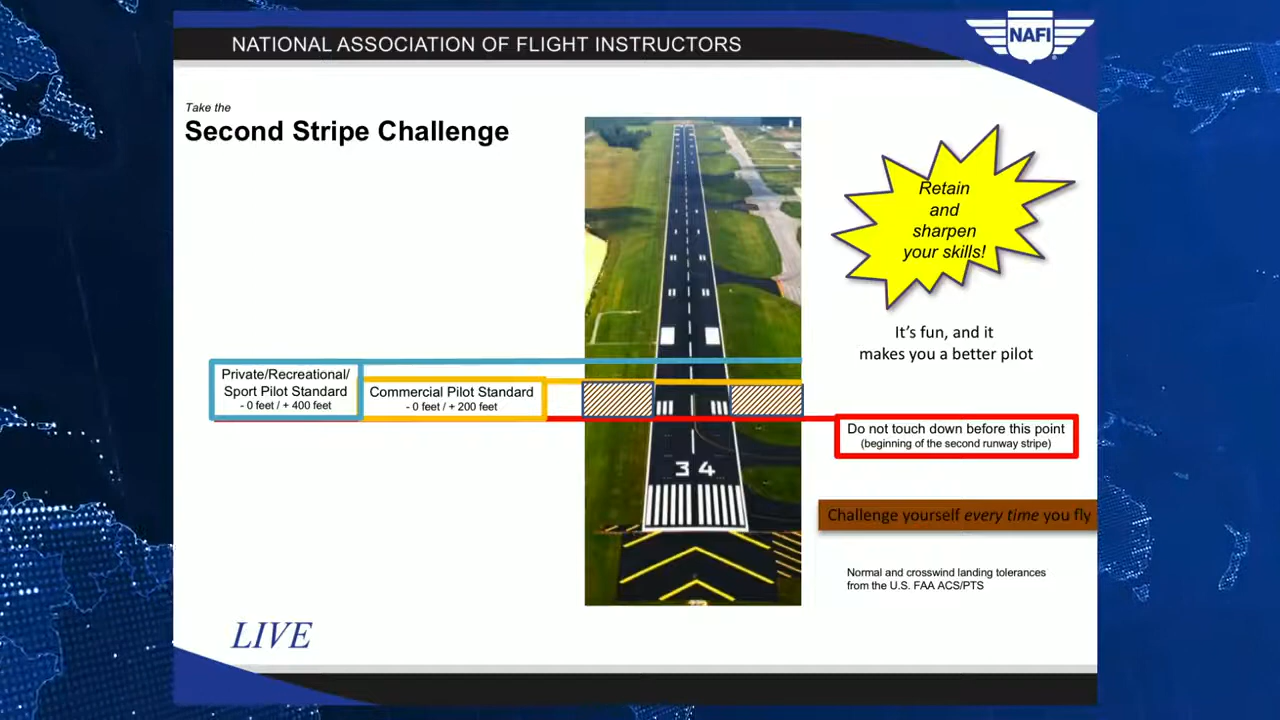 NATIONAL ASSOCIATION OF FLIGHT INSTRUCTORS
NAFI
Take the
Second Stripe Challenge
Retain
and
sharpen
your skills!
It's fun, and it
makes you a better pilot
Private/Recreational/
Sport Pilot Standard
- 0 feet / + 400 feet
Commercial Pilot Standard
- 0 feet / + 200 feet
Do not touch down before this point
(beginning of the second runway stripe)
34
Challenge yourself every time you fly
Normal and crosswind landing tolerances
from the U.S. FAA ACS/PTS
LIVE